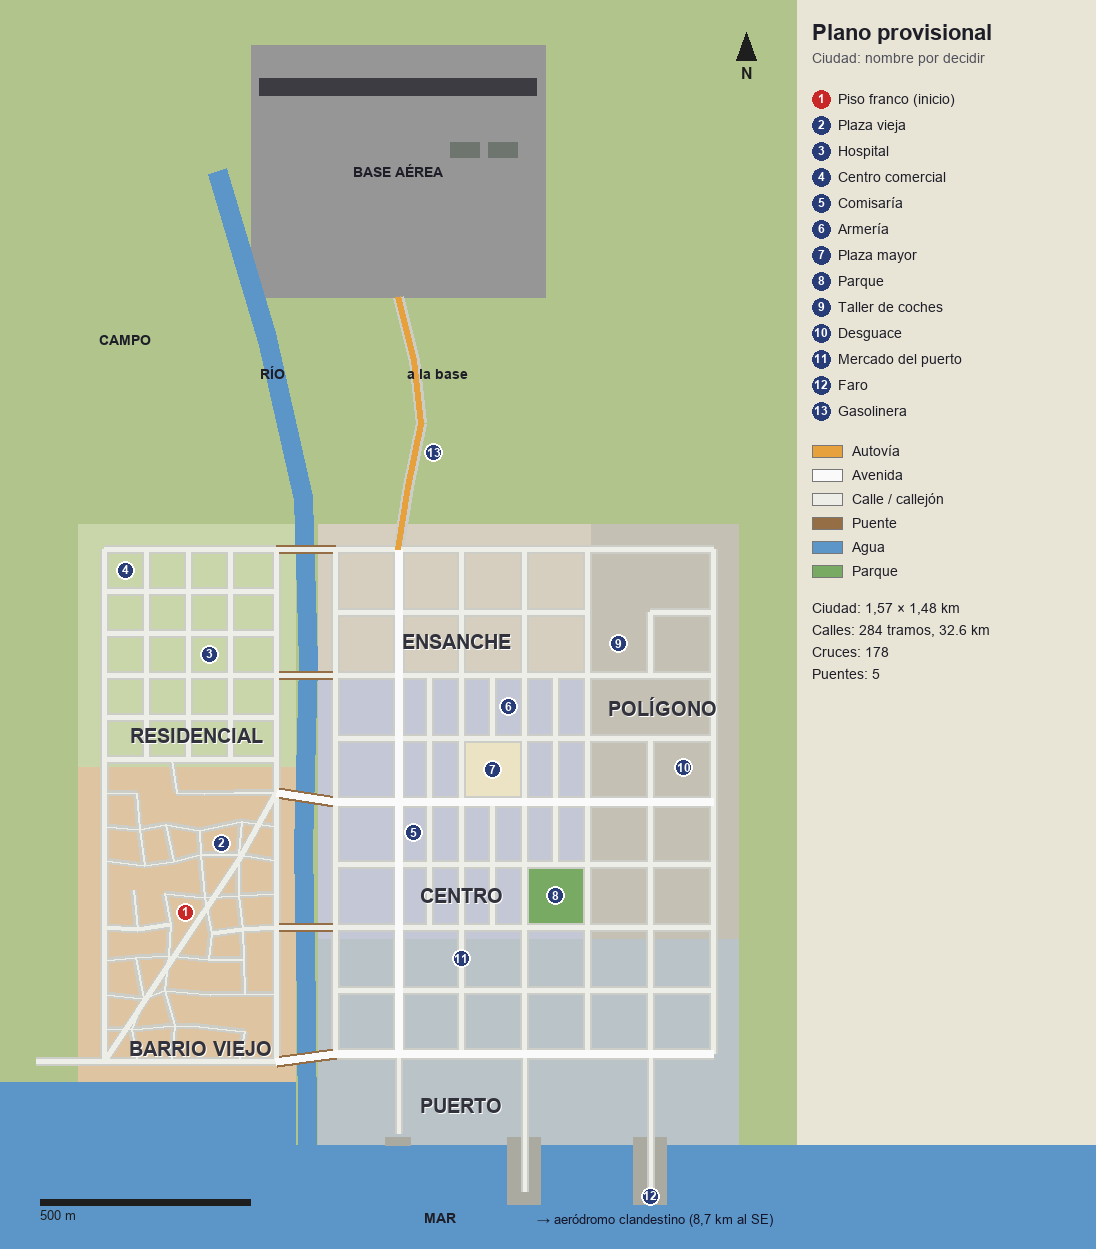 N
BASE AÉREA
CAMPO
RÍO
a la base
13
4
3
ENSANCHE
9
6
POLÍGONO
RESIDENCIAL
7
10
2
5
1
CENTRO
8
11
BARRIO VIEJO
PUERTO
12
500 m
MAR
→ aeródromo clandestino (8,7 km al SE)
Plano provisional
Ciudad: nombre por decidir
1 Piso franco (inicio)
2 Plaza vieja
3 Hospital
4 Centro comercial
5 Comisaría
6 Armería
7 Plaza mayor
8 Parque
9 Taller de coches
10 Desguace
11 Mercado del puerto
12 Faro
13 Gasolinera
Autovía
Avenida
Calle / callejón
Puente
Agua
Parque
Ciudad: 1,57 × 1,48 km
Calles: 284 tramos, 32.6 km
Cruces: 178
Puentes: 5